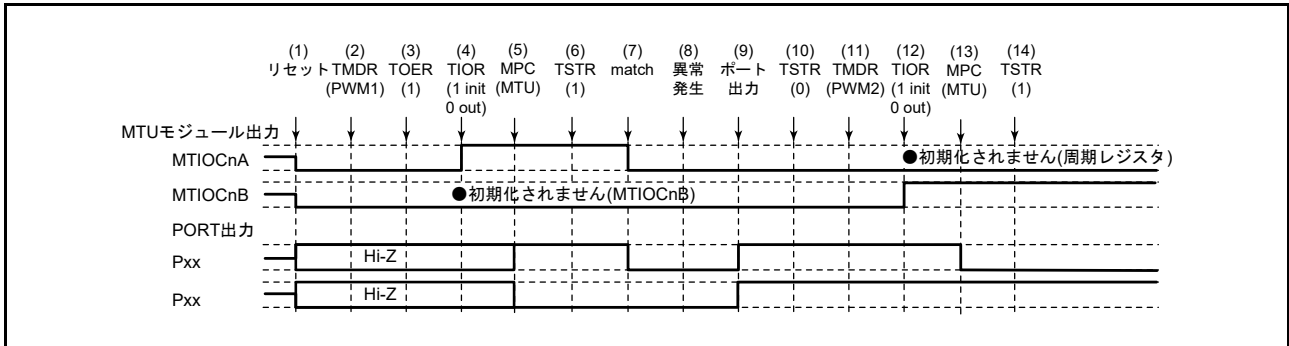 (1) (2) (3) (4) (5) (6) (7) (8) (9) (10) (11) (12) (13) (14)
リセット TMDR TOER TIOR MPC TSTR match 異常 ポート TSTR TMDR TIOR MPC TSTR
(PWM1) (1) (1 init (MTU) (1) 発生 出力 (0) (PWM2) (1 init (MTU) (1)
0 out) 0 out)
MTUモジュール出力
MTIOCnA ●初期化されません(周期レジスタ)
MTIOCnB ●初期化されません(MTIOCnB)
PORT出力
Pxx Hi-Z
Pxx Hi-Z